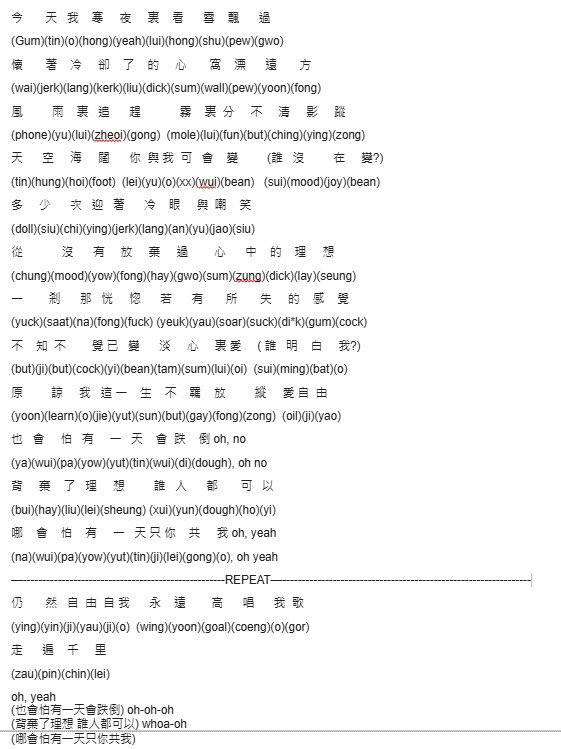 今 天 我 寒 夜 裏 看 雪 飄 過
(Gum)(tin)(o)(hong)(yeah)(lui)(hong)(shu)(pew)(gwo)
懷 著 冷 卻 了 的 心 窩 漂 遠 方
(wai)(jerk)(lang)(kerk)(liu)(dick)(sum)(wall)(pew)(yoon)(fong)
風 雨 裏 追 趕 霧 裏 分 不 清 影 蹤
(phone)(yu)(lui)(zheoi)(gong) (mole)(lui)(fun)(but)(ching)(ying)(zong)
天 空 海 闊 你 與 我 可 會 變 (誰 沒 在 變?)
(tin)(hung)(hoi)(foot) (lei)(yu)(o)(xx)(wui)(bean) (sui)(mood)(joy)(bean)
多 少 次 迎 著 冷 眼 與 嘲 笑
(doll)(siu)(chi)(ying)(jerk)(lang)(an)(yu)(jao)(siu)
從 沒 有 放 棄 過 心 中 的 理 想
(chung)(mood)(yow)(fong)(hay)(gwo)(sum)(zung)(dick)(lay)(seung)
一 剎 那 恍 惚 若 有 所 失 的 感 覺
(yuck)(saat)(na)(fong)(fuck) (yeuk)(yau)(soar)(suck)(di*k)(gum)(cock)
不 知 不 覺 已 變 淡 心 裏 愛 ( 誰 明 白 我?)
(but)(ji)(but)(cock)(yi)(bean)(tam)(sum)(lui)(oi) (sui)(ming)(bat)(o)
原 諒 我 這 一 生 不 羈 放 縱 愛 自 由
(yoon)(learn)(o)(jie)(yut)(sun)(but)(gay)(fong)(zong) (oil)(ji)(yao)
也 會 怕 有 一 天 會 跌 倒 oh, no
(ya)(wui)(pa)(yow)(yut)(tin)(wui)(di)(dough), oh no
背 棄 了 理 想 誰 人 都 可 以
(bui)(hay)(liu)(lei)(sheung) (xui)(yun)(dough)(ho)(yi)
哪 會 怕 有 一 天 只 你 共 我 oh, yeah
(na)(wui)(pa)(yow)(yut)(tin)(ji)(lei)(gong)(o), oh yeah
----------REPEAT----------
仍 然 自 由 自 我 永 遠 高 唱 我 歌
(ying)(yin)(ji)(yau)(ji)(o) (wing)(yoon)(goal)(coeng)(o)(gor)
走 遍 千 里
(zau)(pin)(chin)(lei)
oh, yeah
(也會怕有一天會跌倒) oh-oh-oh
(背棄了理想 誰人都可以) whoa-oh
(哪會怕有一天只你共我)